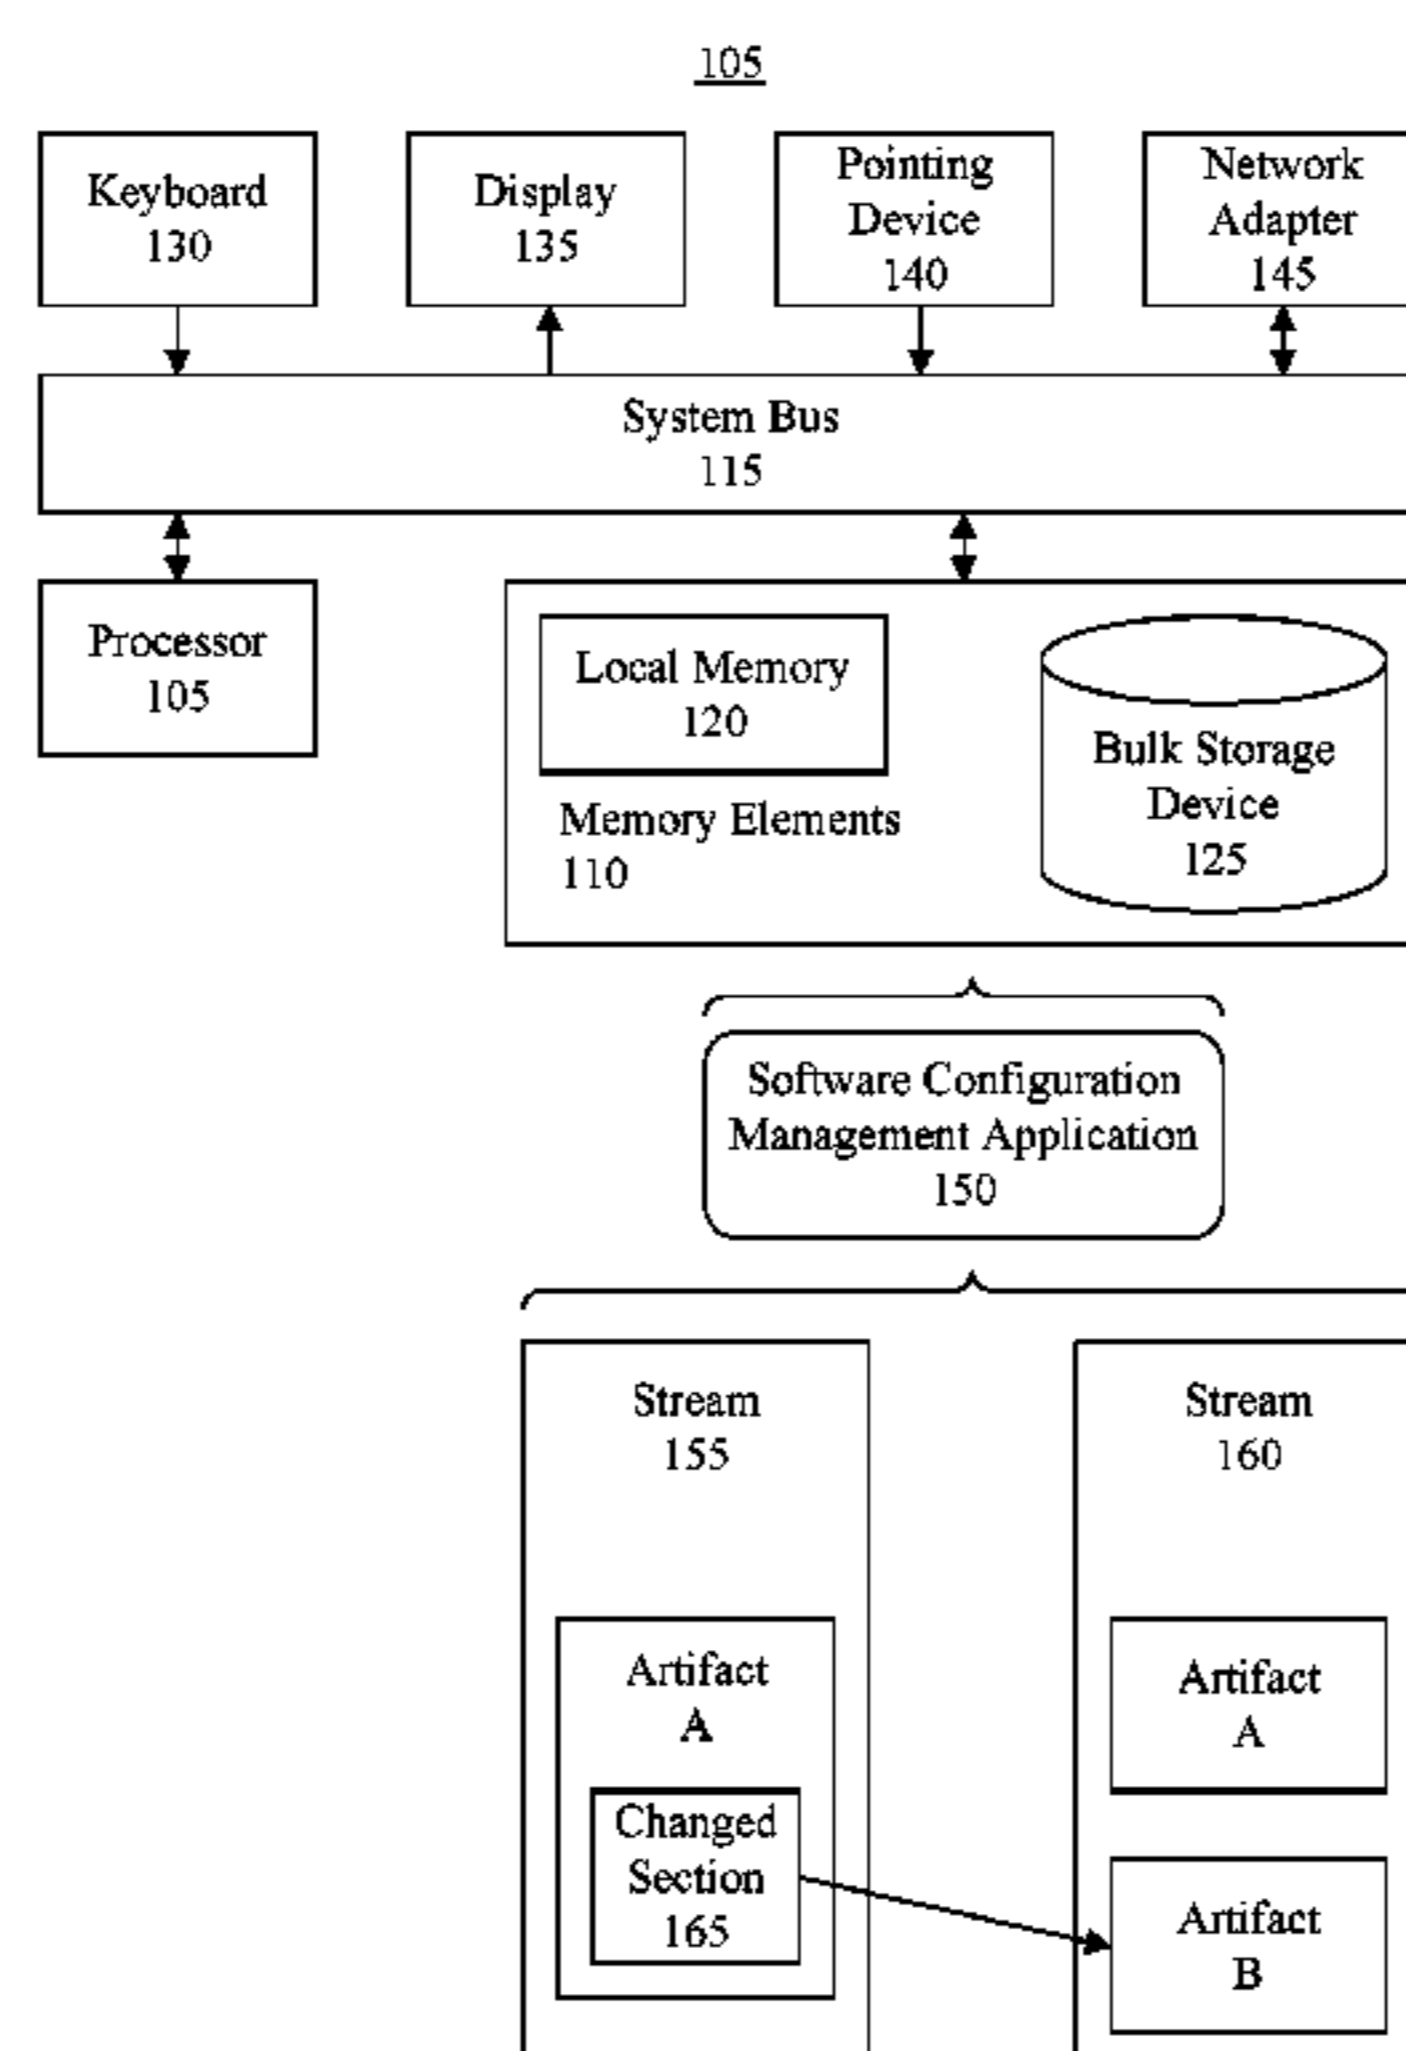 105
Keyboard
130
Display
135
Pointing
Device
140
Network
Adapter
145
System Bus
115
Processor
105
Local Memory
120
Memory Elements
110
Bulk Storage
Device
125
Software Configuration
Management Application
150
Stream
155
Artifact
A
Changed
Section
165
Stream
160
Artifact
A
Artifact
B